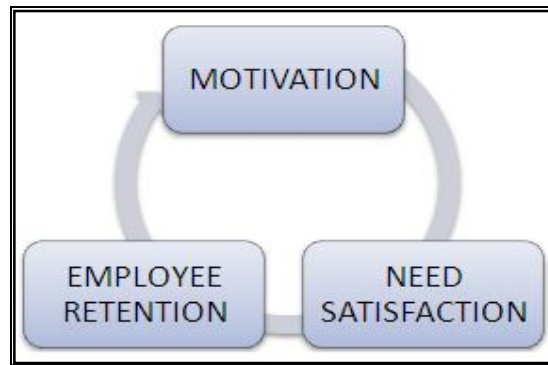 MOTIVATION
EMPLOYEE
RETENTION
NEED
SATISFACTION